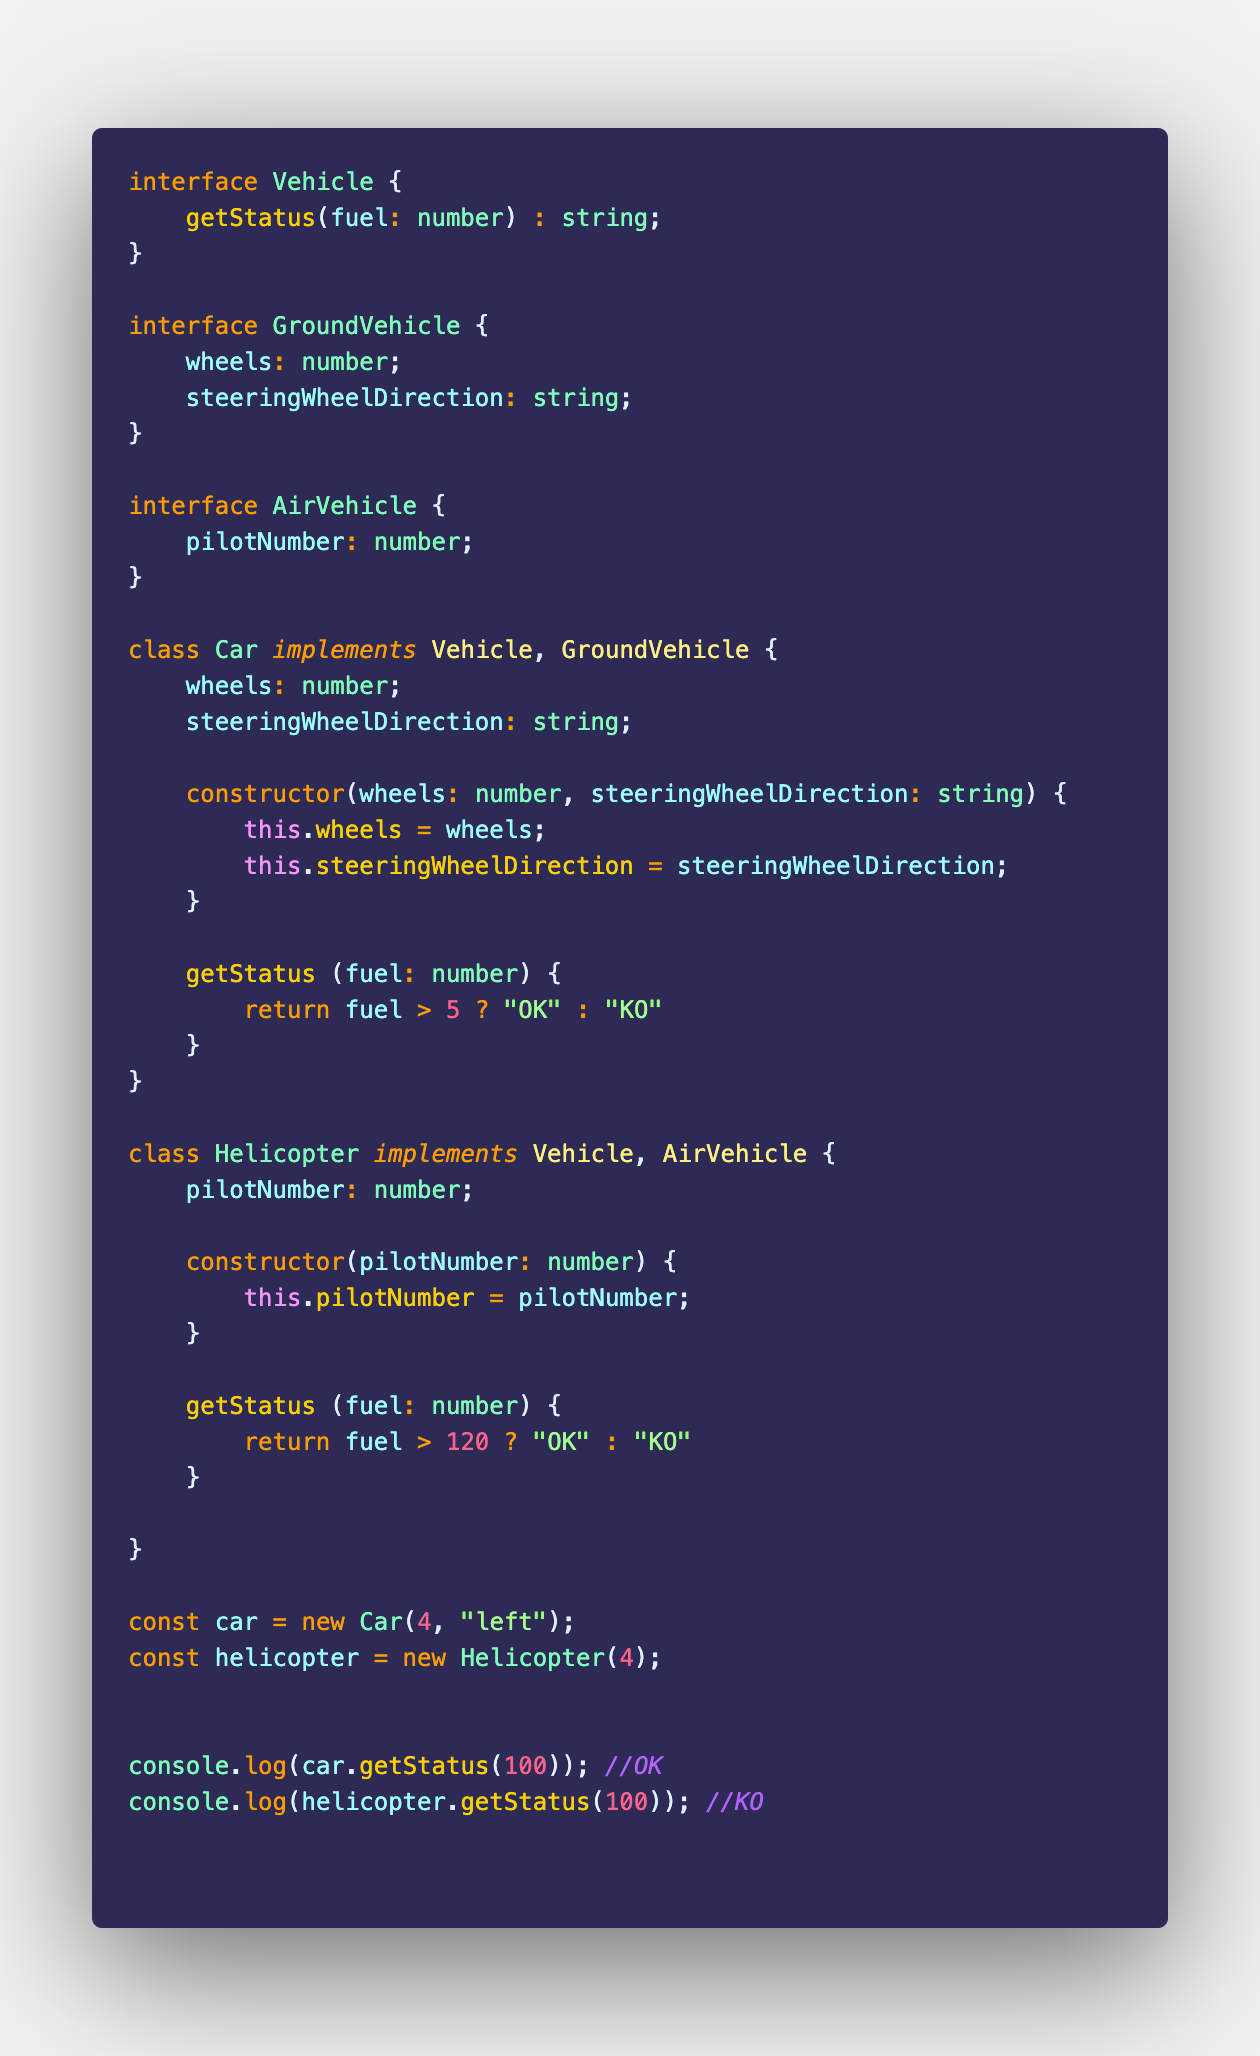 interface Vehicle {
    getStatus(fuel: number) : string;
}

interface GroundVehicle {
    wheels: number;
    steeringWheelDirection: string;
}

interface AirVehicle {
    pilotNumber: number;
}

class Car implements Vehicle, GroundVehicle {
    wheels: number;
    steeringWheelDirection: string;

    constructor(wheels: number, steeringWheelDirection: string) {
        this.wheels = wheels;
        this.steeringWheelDirection = steeringWheelDirection;
    }

    getStatus (fuel: number) {
        return fuel > 5 ? "OK" : "KO"
    }
}

class Helicopter implements Vehicle, AirVehicle {
    pilotNumber: number;

    constructor(pilotNumber: number) {
        this.pilotNumber = pilotNumber;
    }

    getStatus (fuel: number) {
        return fuel > 120 ? "OK" : "KO"
    }

}

const car = new Car(4, "left");
const helicopter = new Helicopter(4);


console.log(car.getStatus(100)); //OK
console.log(helicopter.getStatus(100)); //KO